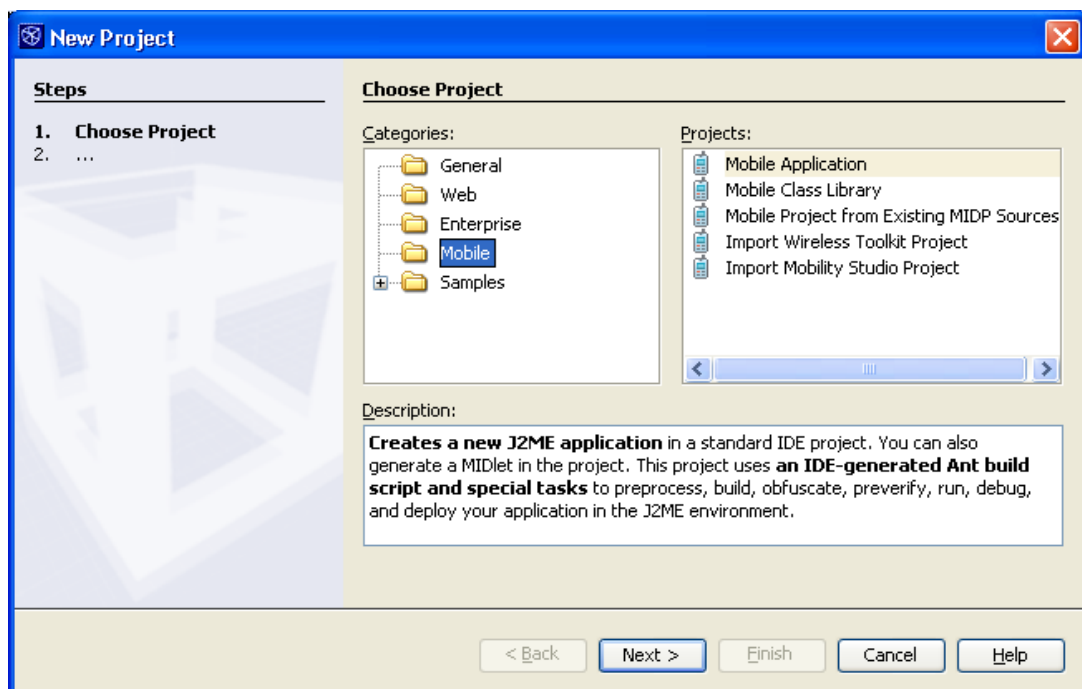 New Project
Steps
1. Choose Project
2. ...
Choose Project
Categories:
General
Web
Enterprise
Mobile
Samples
Projects:
Mobile Application
Mobile Class Library
Mobile Project from Existing MIDP Sources
Import Wireless Toolkit Project
Import Mobility Studio Project
Description:
Creates a new J2ME application in a standard IDE project. You can also
generate a MIDlet in the project. This project uses an IDE-generated Ant build
script and special tasks to preprocess, build, obfuscate, preverify, run, debug,
and deploy your application in the J2ME environment.
< Back
Next >
Finish
Cancel
Help